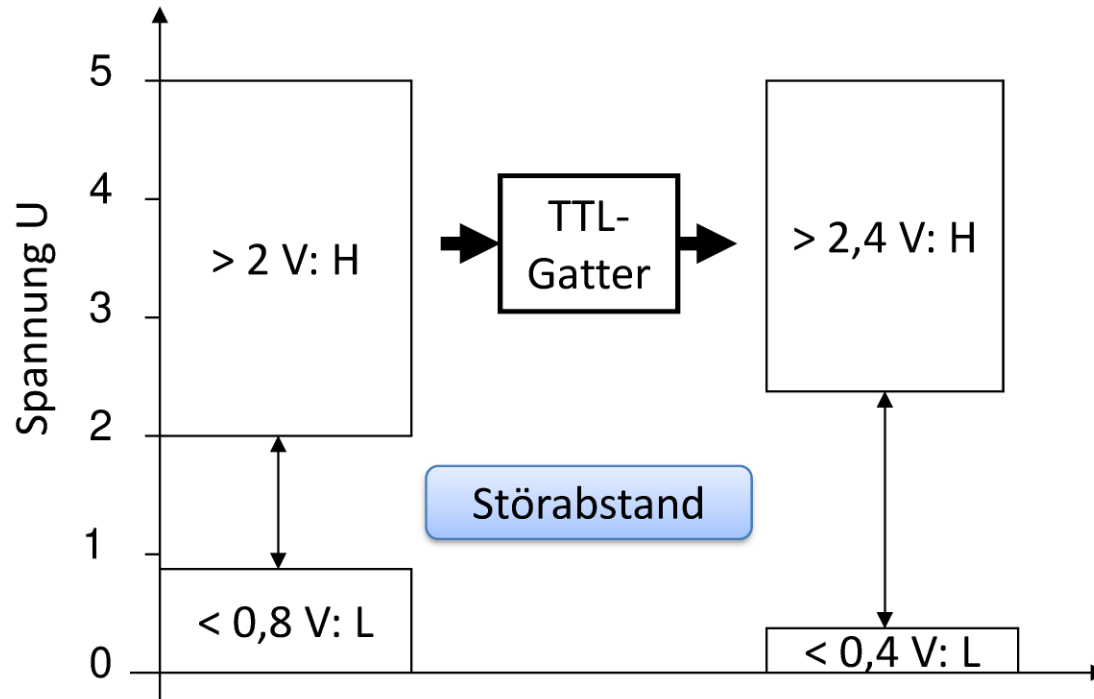 Spannung U
5
4
3
2
1
0
> 2 V: H
< 0,8 V: L
TTL-
Gatter
Störabstand
> 2,4 V: H
< 0,4 V: L